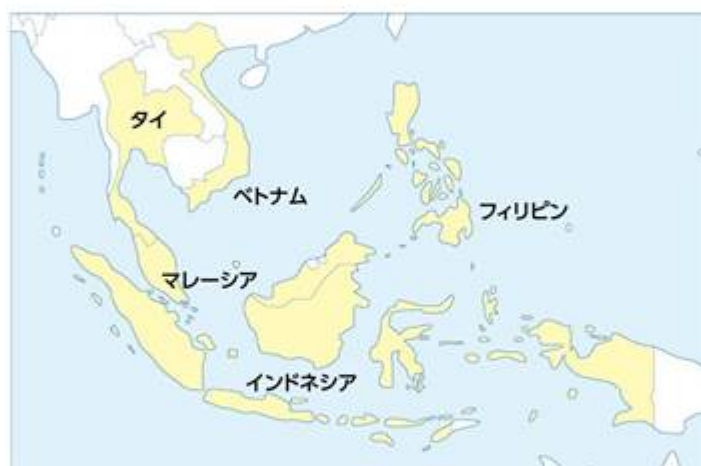 タイ
ベトナム
フィリピン
マレーシア
インドネシア